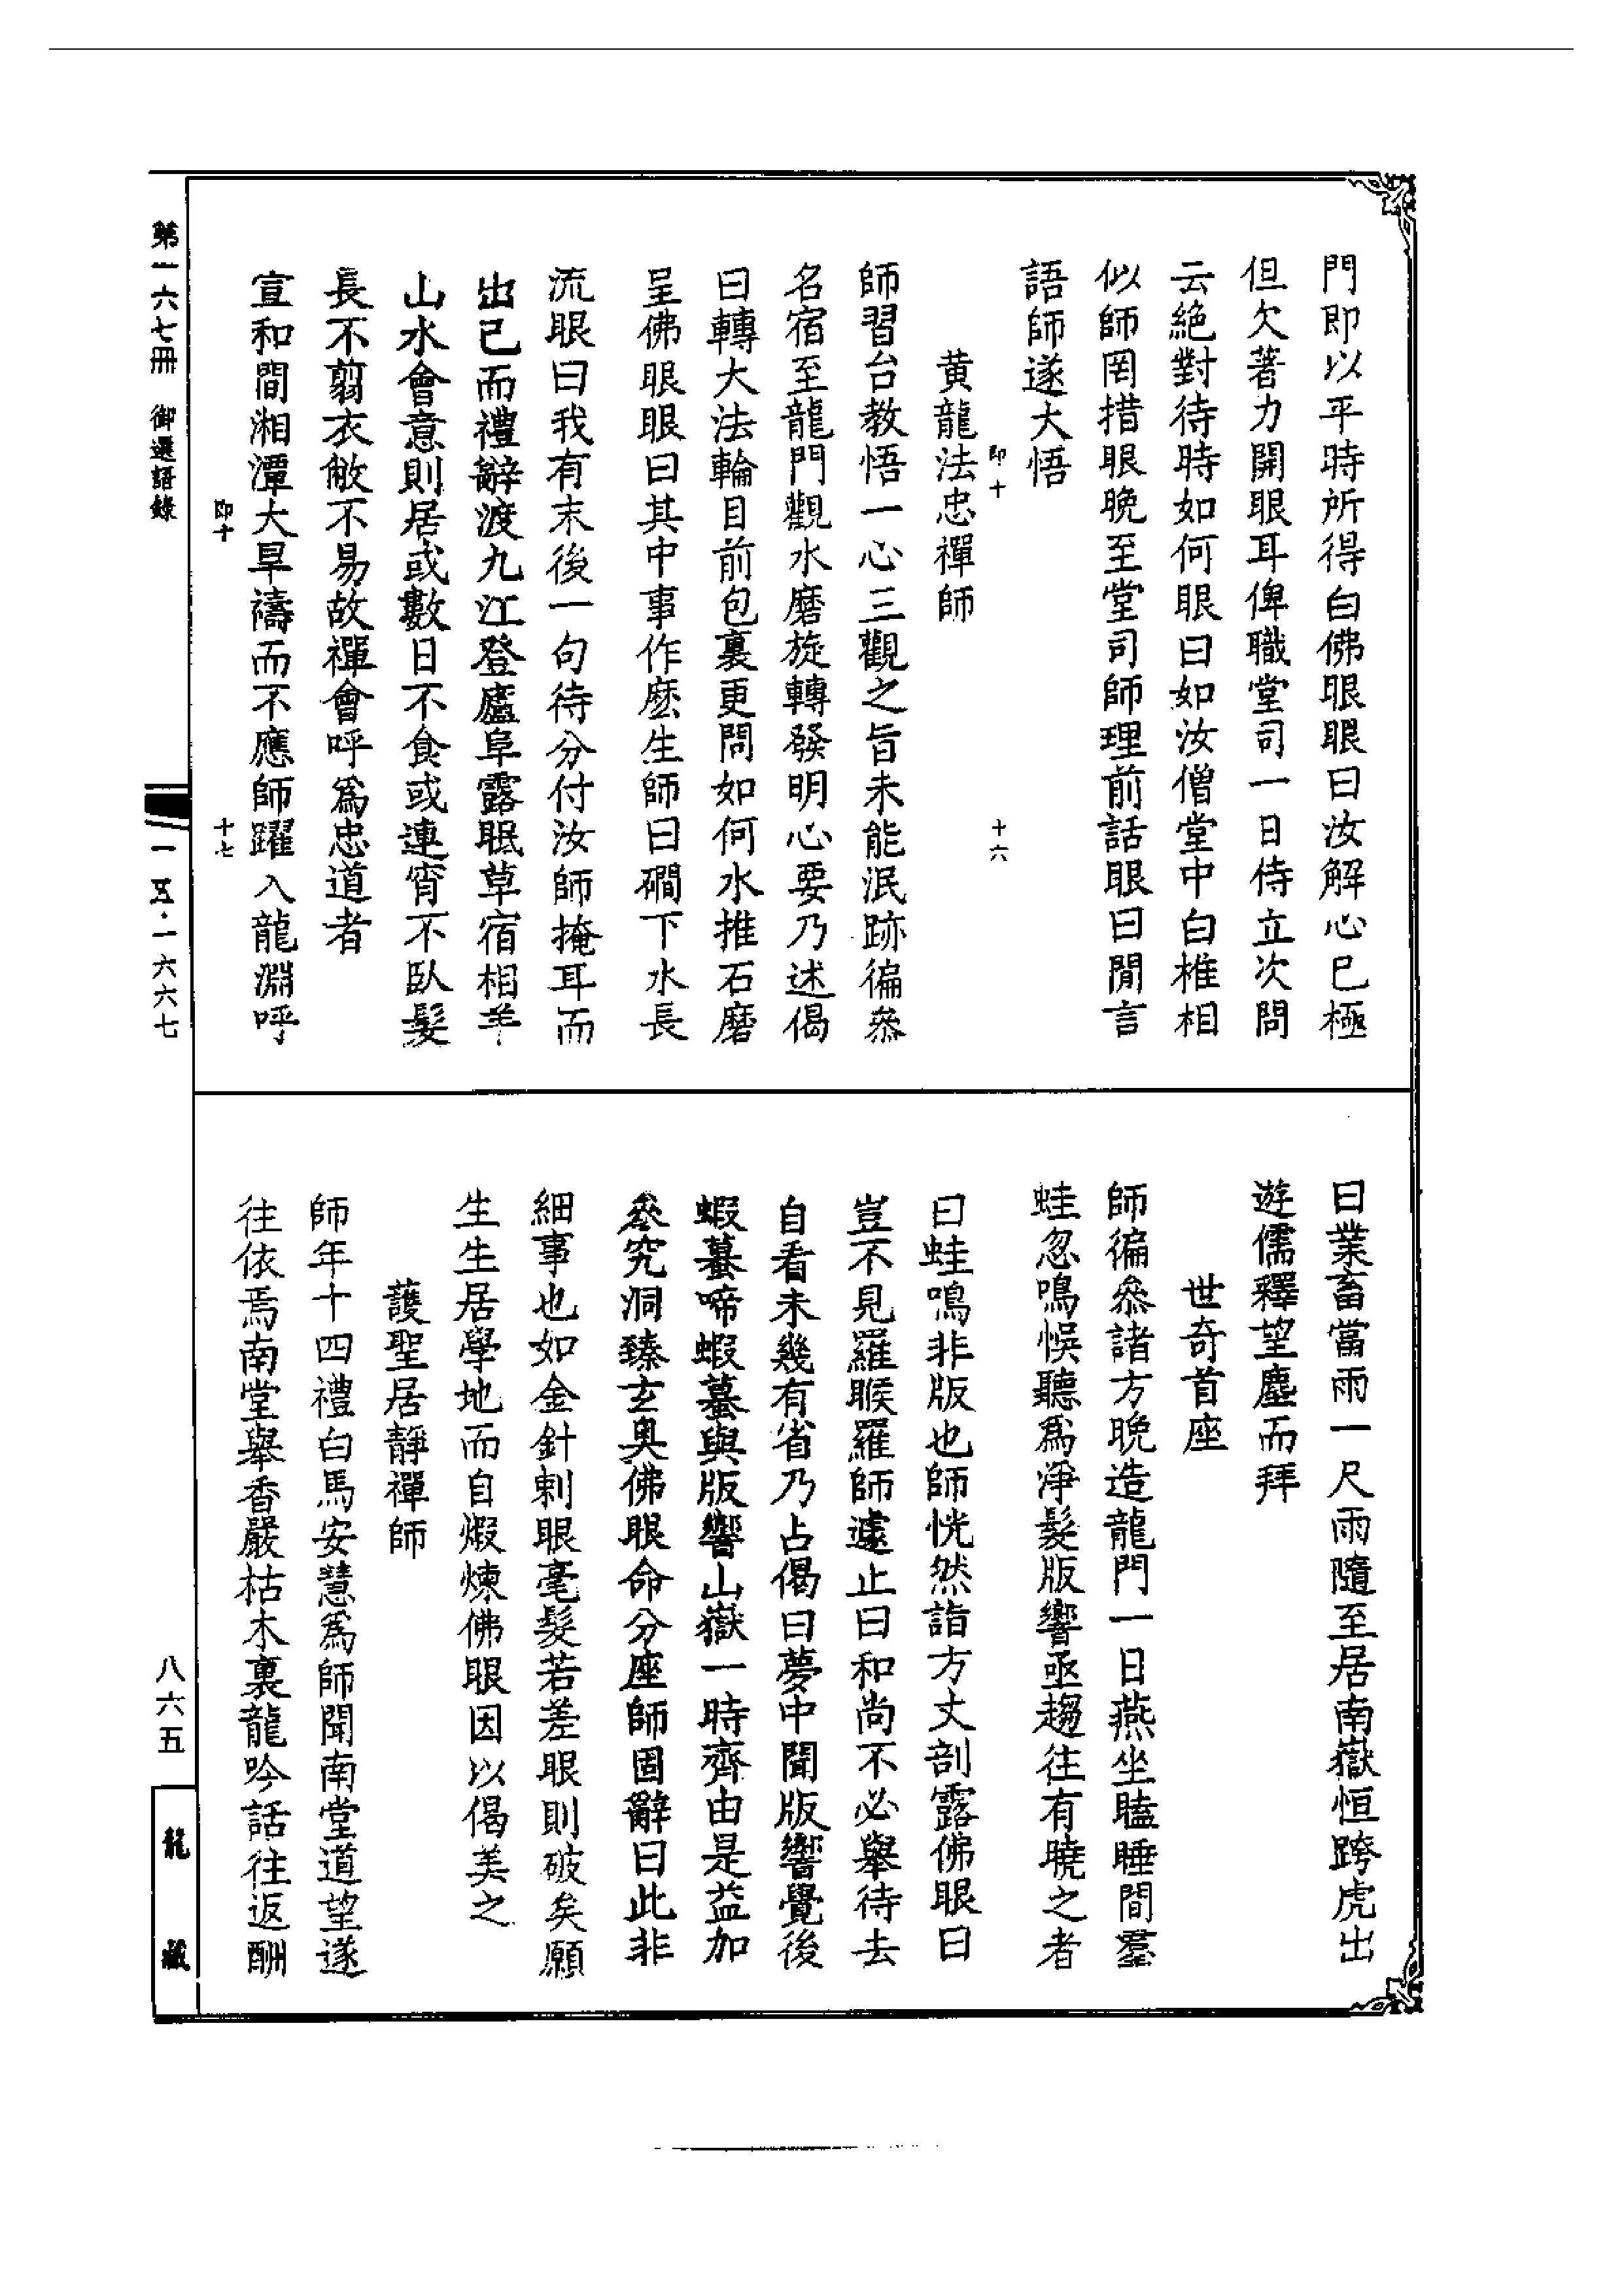 門即以平時所得白佛眼眼曰汝解心已極
但欠著力開眼耳俾職堂司一日侍立次問
云絕對待時如何眼曰如汝僧堂中白椎相
似師罔措眼晚至堂司師理前話眼曰閒言
語師遂大悟
即十
十六
黄龍法忠禪師
師習台教悟一心三觀之旨未能泯跡徧叅
名宿至龍門觀水磨旋轉發明心要乃述偈
曰轉大法輪目前包裏更問如何水推石磨
呈佛眼眼曰其中事作麽生師曰磵下水長
流眼曰我有末後一句待分付汝師掩耳而
出已而禮辭渡九江登廬阜露眠草宿相羊
山水會意則居或數日不食或連宵不臥髮
長不翦衣敝不易故禪會呼爲忠道者
宣和間湘潭大旱禱而不應師躍入龍淵呼
即十
十七
曰業畜當雨一尺雨隨至居南嶽恒跨虎出
遊儒釋望塵而拜
世奇首座
師徧叅諸方晚造龍門一日燕坐瞌睡間羣
蛙忽鳴悞聽爲淨髮版響亟趨往有曉之者
曰蛙鳴非版也師恍然詣方丈剖露佛眼曰
豈不見羅睺羅師遽止曰和尚不必舉待去
自看未幾有省乃占偈曰夢中聞版響覺後
蝦蟇啼蝦蟇與版響山嶽一時齊由是益加
叅究洞臻玄奥佛眼命分座師固辭曰此非
細事也如金針刺眼毫髮若差眼則破矣願
生生居學地而自煆煉佛眼因以偈美之
護聖居靜禪師
師年十四禮白馬安慧爲師聞南堂道望遂
往依焉南堂舉香嚴枯木裏龍吟話往返酬
第一六七冊 御選語錄
一五·一六六七
八六五
龍藏